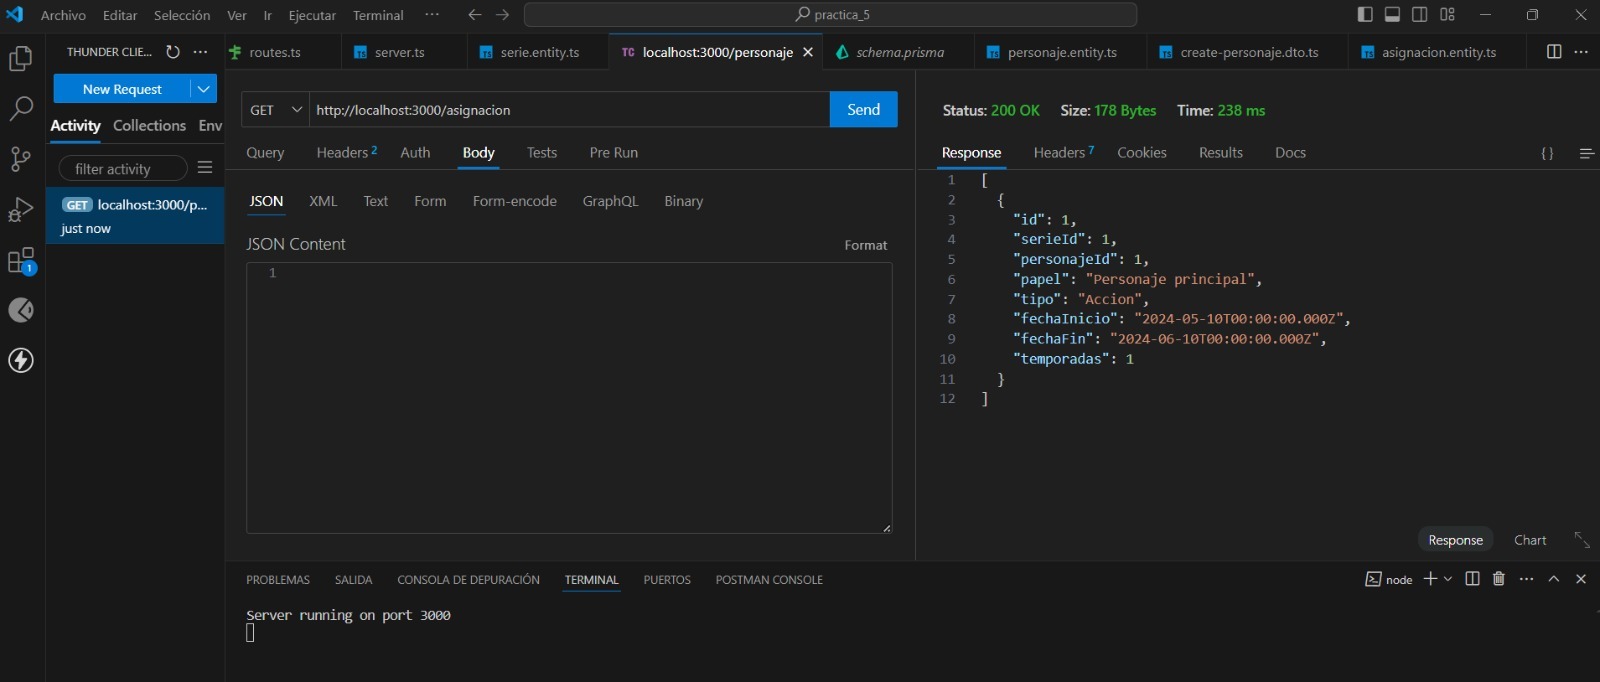 Archivo Editar Selección Ver Ir Ejecutar Terminal ··· practica_5
THUNDER CLIE... ···
routes.ts server.ts serie.entity.ts TC localhost:3000/personaje schema.prisma personaje.entity.ts create-personaje.dto.ts asignacion.entity.ts ···
New Request
Activity Collections Env
filter activity
GET localhost:3000/p...
just now
1
GET http://localhost:3000/asignacion Send
Query Headers 2 Auth Body Tests Pre Run
JSON XML Text Form Form-encode GraphQL Binary
JSON Content Format
1
Status: 200 OK Size: 178 Bytes Time: 238 ms
Response Headers 7 Cookies Results Docs { }
1 [
2 {
3 "id": 1,
4 "serieId": 1,
5 "personajeId": 1,
6 "papel": "Personaje principal",
7 "tipo": "Accion",
8 "fechaInicio": "2024-05-10T00:00:00.000Z",
9 "fechaFin": "2024-06-10T00:00:00.000Z",
10 "temporadas": 1
11 }
12 ]
Response Chart
PROBLEMAS SALIDA CONSOLA DE DEPURACIÓN TERMINAL PUERTOS POSTMAN CONSOLE node ···
Server running on port 3000